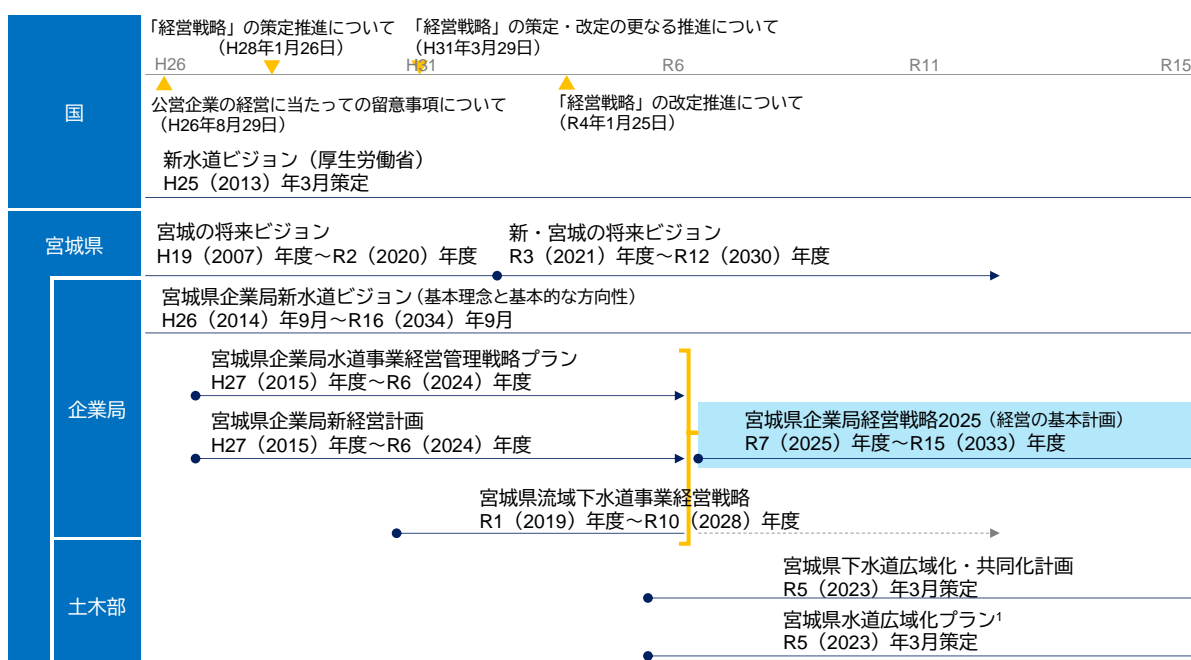 「経営戦略」の策定推進について
（H28年1月26日）
「経営戦略」の策定・改定の更なる推進について
（H31年3月29日）
H26
H31
R6
R11
R15
国
公営企業の経営に当たっての留意事項について
（H26年8月29日）
「経営戦略」の改定推進について
（R4年1月25日）
新水道ビジョン（厚生労働省）
H25（2013）年3月策定
宮城県
宮城の将来ビジョン
H19（2007）年度～R2（2020）年度
新・宮城の将来ビジョン
R3（2021）年度～R12（2030）年度
宮城県企業局新水道ビジョン（基本理念と基本的な方向性）
H26（2014）年9月～R16（2034）年9月
企業局
宮城県企業局水道事業経営管理戦略プラン
H27（2015）年度～R6（2024）年度
宮城県企業局新経営計画
H27（2015）年度～R6（2024）年度
宮城県企業局経営戦略2025（経営の基本計画）
R7（2025）年度～R15（2033）年度
宮城県流域下水道事業経営戦略
R1（2019）年度～R10（2028）年度
土木部
宮城県下水道広域化・共同化計画
R5（2023）年3月策定
宮城県水道広域化プラン¹
R5（2023）年3月策定